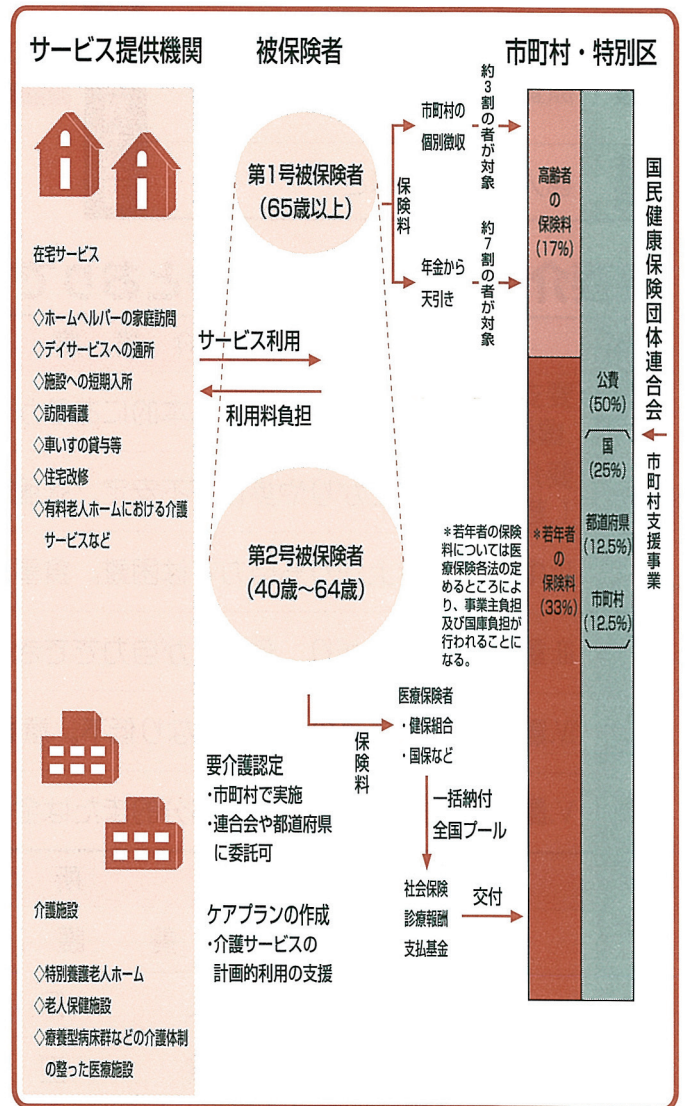 サービス提供機関
被保険者
市町村・特別区
在宅サービス
◇ホームヘルパーの家庭訪問
◇デイサービスへの通所
◇施設への短期入所
◇訪問看護
◇車いすの貸与等
◇住宅改修
◇有料老人ホームにおける介護
サービスなど
介護施設
◇特別養護老人ホーム
◇老人保健施設
◇療養型病床群などの介護体制
の整った医療施設
サービス利用
利用料負担
第1号被保険者
(65歳以上)
保険料
市町村の
個別徴収
約3割の者が対象
年金から
天引き
約7割の者が対象
第2号被保険者
(40歳〜64歳)
保険料
医療保険者
・健保組合
・国保など
一括納付
全国プール
社会保険
診療報酬
支払基金
交付
要介護認定
・市町村で実施
・連合会や都道府県
に委託可
ケアプランの作成
・介護サービスの
計画的利用の支援
*若年者の保険
料については医
療保険各法の定
めるところによ
り、事業主負担
及び国庫負担が
行われることに
なる。
高齢者
の
保険料
(17%)
*若年者
の
保険料
(33%)
公費
(50%)
国
(25%)
都道府県
(12.5%)
市町村
(12.5%)
国民健康保険団体連合会
市町村支援事業